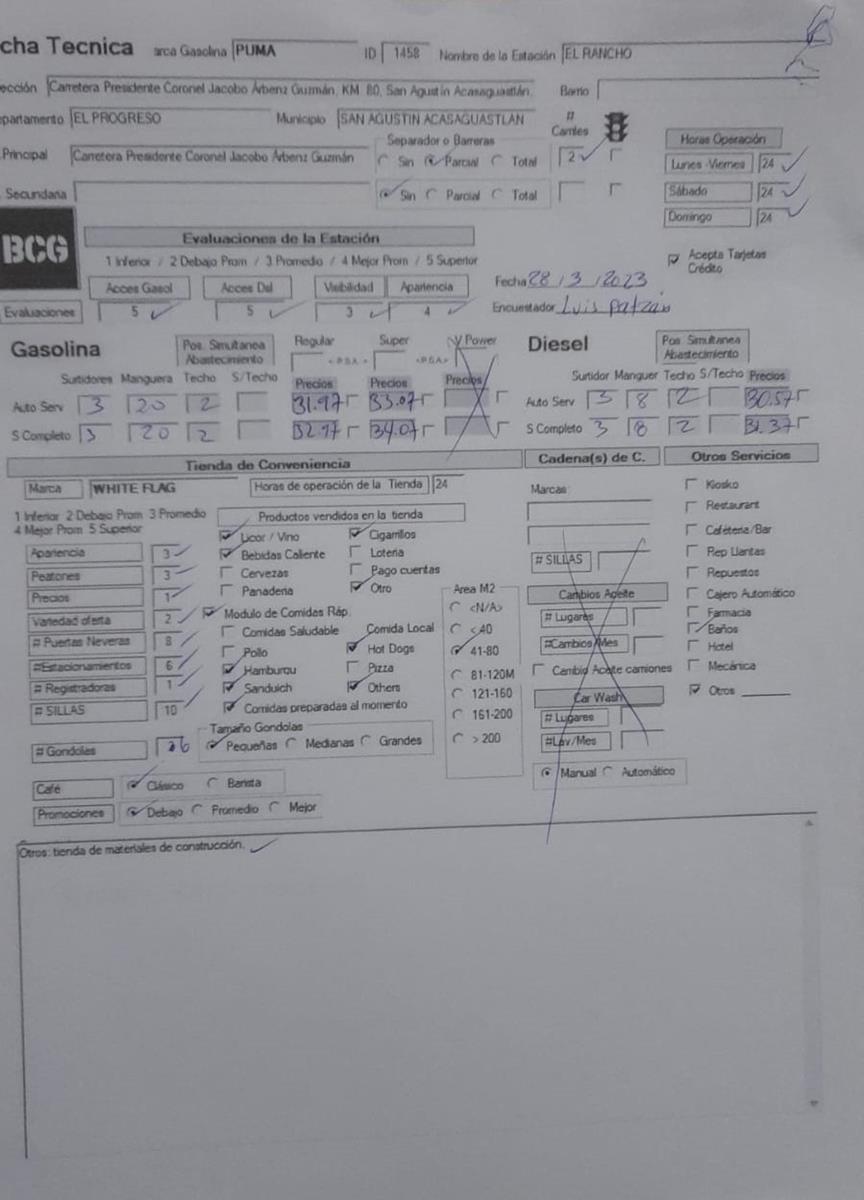 cha Tecnica arca Gasolina PUMA ID 1458 Nombre de la Estación EL RANCHO
ección Carretera Presidente Coronel Jacobo Árbenz Guzmán, KM 80, San Agustín Acasaguastlán, Barrio
partamento EL PROGRESO Municipio SAN AGUSTIN ACASAGUASTLAN # Carriles
Separador o Barreras Horas Operación
Principal Carretera Presidente Coronel Jacobo Árbenz Guzmán Sin Parcial Total 2 Lunes -Viernes 24
Secundaria Sin Parcial Total Sábado 24
Domingo 24
BCG Evaluaciones de la Estación
1 Inferior / 2 Debajo Prom / 3 Promedio / 4 Mejor Prom / 5 Superior Acepta Tarjetas Crédito
Acces Gasol Acces Dsl Visibilidad Apariencia Fecha 28/3/2023
Evaluaciones 5 5 3 4 Encuestador Luis Patzan
Gasolina Pos. Simultanea Abastecimiento Regular Super V Power Diesel Pos Simultanea Abastecimiento
<P.S.A.> <P.S.A>
Surtidores Manguera Techo S/Techo Precios Precios Precios Surtidor Manguer Techo S/Techo Precios
Auto Serv 3 20 2 31.97 33.07 Auto Serv 3 8 2 30.57
S Completo 3 20 2 32.97 34.07 S Completo 3 8 2 31.37
Tienda de Conveniencia Cadena(s) de C. Otros Servicios
Marca WHITE FLAG Horas de operación de la Tienda 24 Marcas: Kiosko
1 Inferior 2 Debajo Prom 3 Promedio Productos vendidos en la tienda Restaurant
4 Mejor Prom 5 Superior Licor / Vino Cigarrillos Cafétéria/Bar
Apariencia 3 Bebidas Caliente Loteria # SILLAS Rep Llantas
Peatones 3 Cervezas Pago cuentas Repuestos
Precios 1 Panaderia Otro Area M2 Cambios Aceite Cajero Automático
Variedad oferta 2 Modulo de Comidas Ráp. <N/A> # Lugares Farmacia
# Puertas Neveras 8 Comidas Saludable Comida Local < 40 Baños
#Estacionamientos 6 Pollo Hot Dogs 41-80 #Cambios/Mes Hotel
# Registradoras 1 Hamburgu Pizza 81-120M Cambio Aceite camiones Mecánica
# SILLAS 10 Sandwich Others 121-160 Car Wash Otros
Comidas preparadas al momento 161-200 # Lugares
Tamaño Gondolas
# Gondolas 26 Pequeñas Medianas Grandes > 200 #Lav/Mes
Café Clásico Barista Manual Automático
Promociones Debajo Promedio Mejor
Otros: tienda de materiales de construcción.